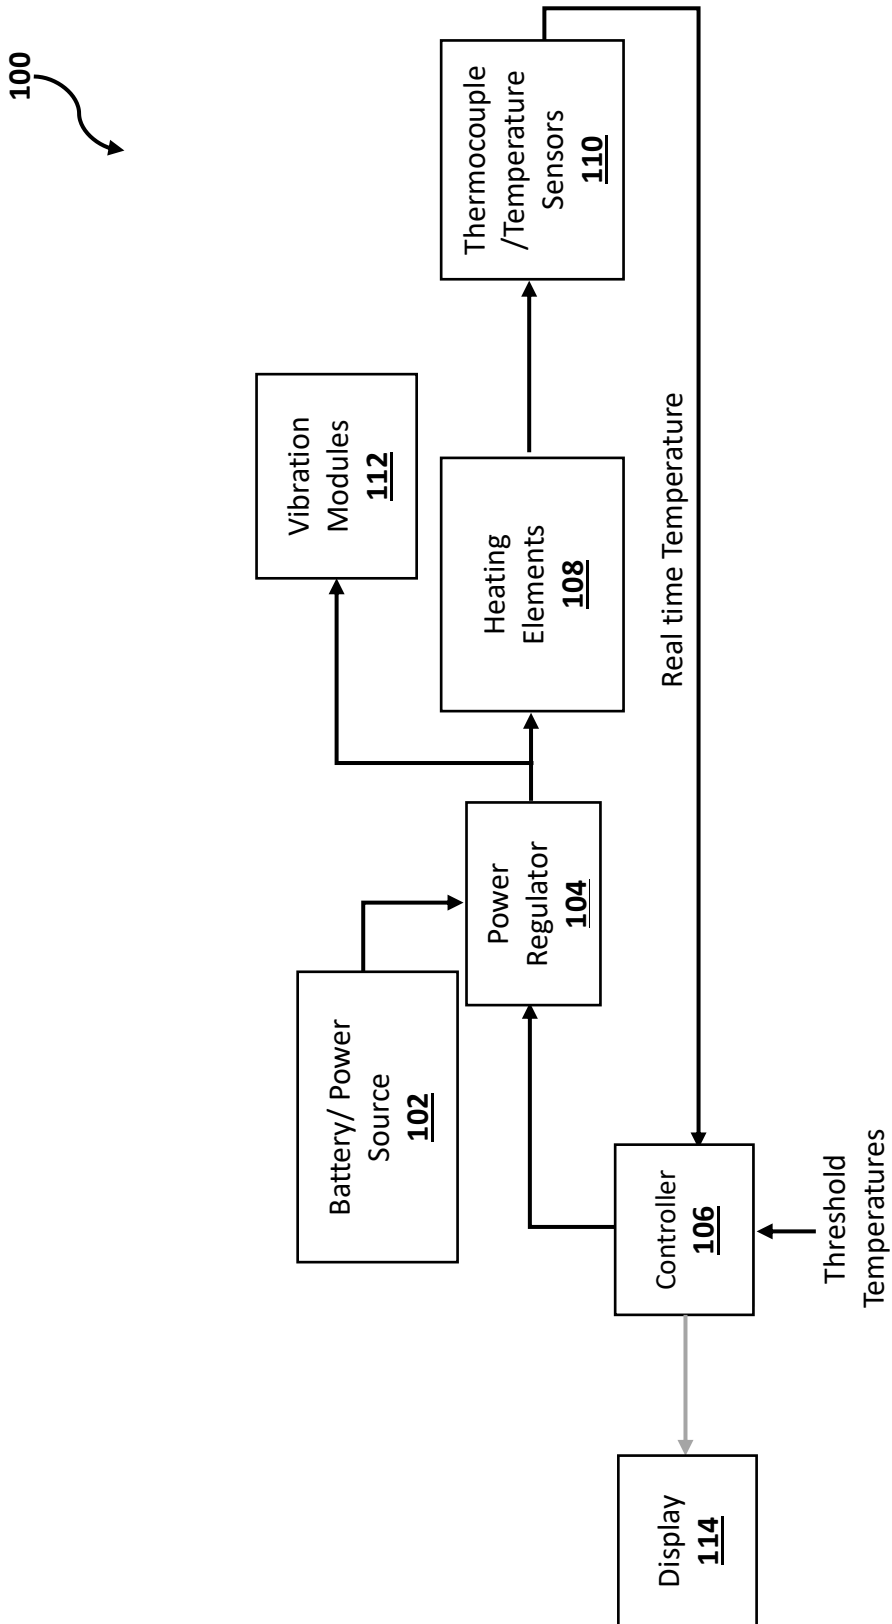 100
Vibration
Modules
112
Battery/ Power
Source
102
Thermocouple
/Temperature
Sensors
110
Heating
Elements
108
Power
Regulator
104
Real time Temperature
Controller
106
Display
114
Threshold
Temperatures